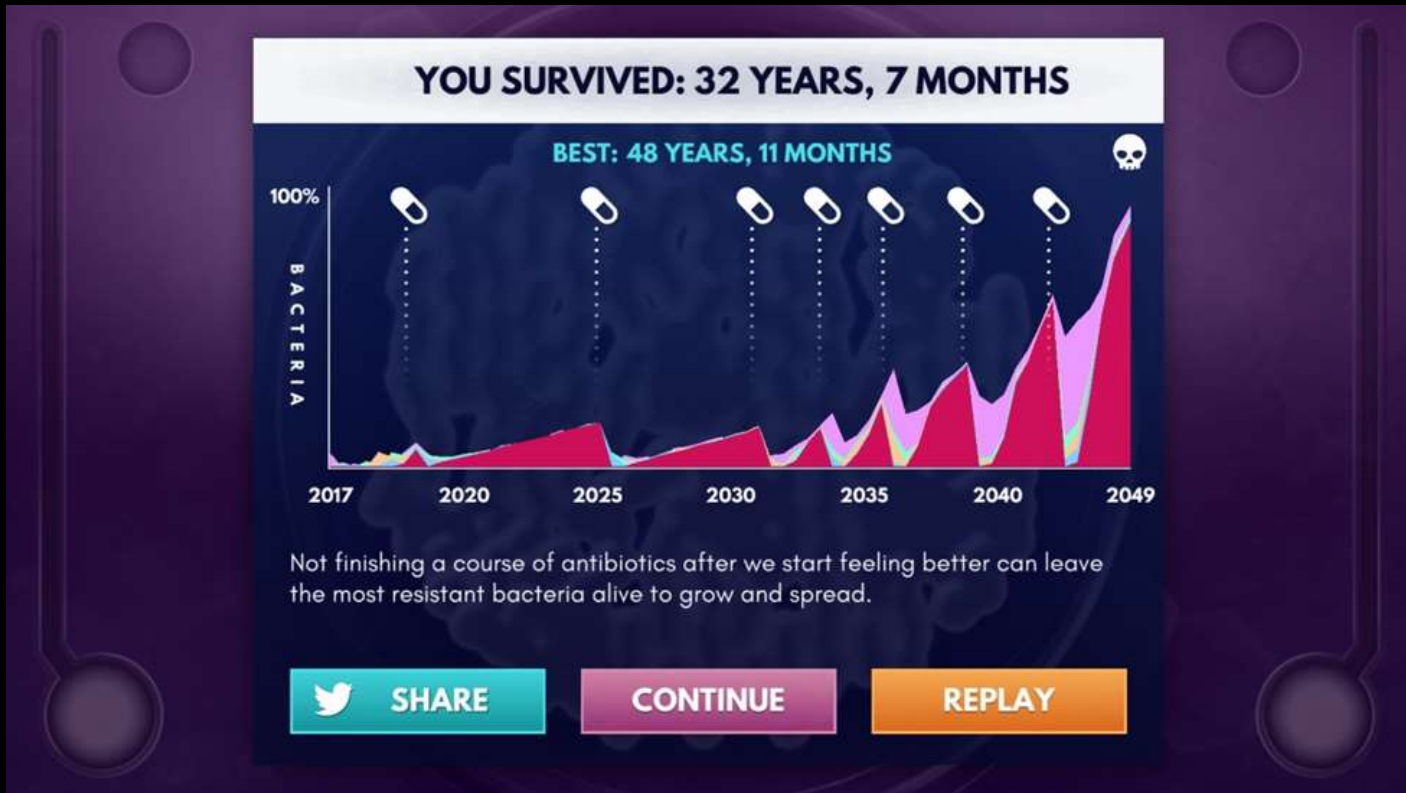 YOU SURVIVED: 32 YEARS, 7 MONTHS
BEST: 48 YEARS, 11 MONTHS
100%
BACTERIA
2017 2020 2025 2030 2035 2040 2049
Not finishing a course of antibiotics after we start feeling better can leave
the most resistant bacteria alive to grow and spread.
SHARE CONTINUE REPLAY